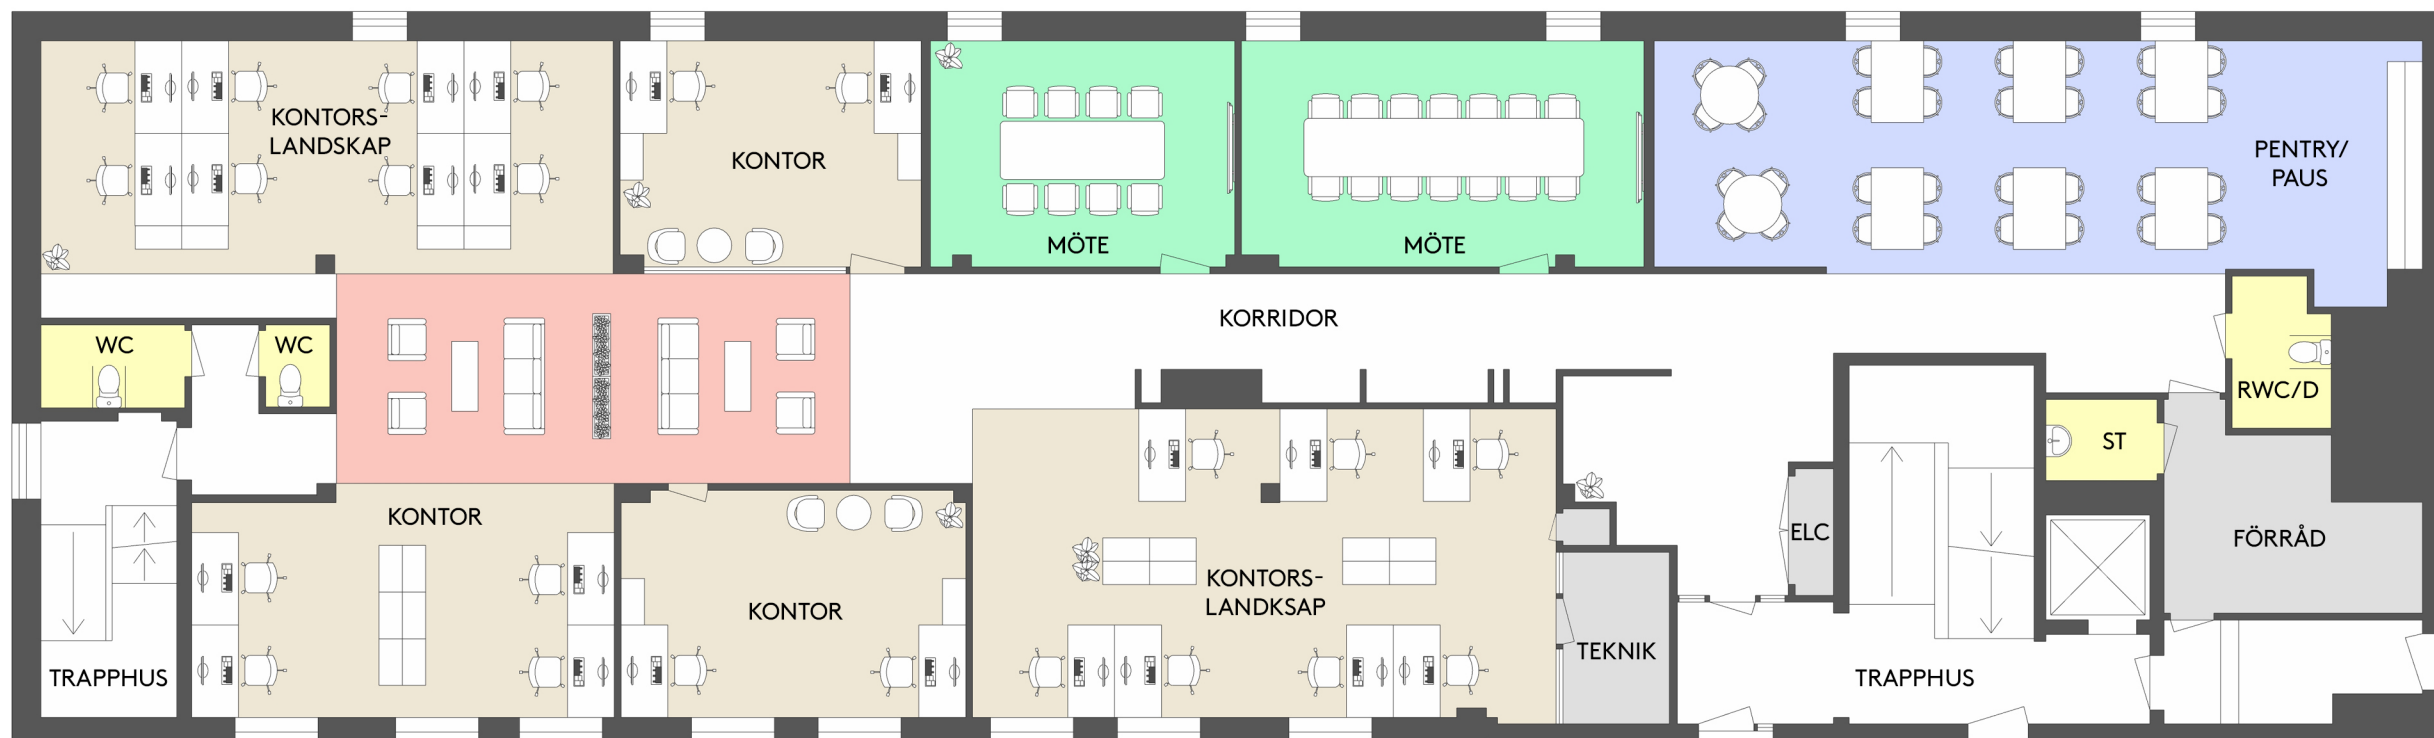 KONTORS-
LANDSKAP
KONTOR
MÖTE
MÖTE
PENTRY/
PAUS
KORRIDOR
WC
WC
RWC/D
ST
KONTOR
KONTOR
KONTORS-
LANDKSAP
ELC
FÖRRÅD
TEKNIK
TRAPPHUS
TRAPPHUS